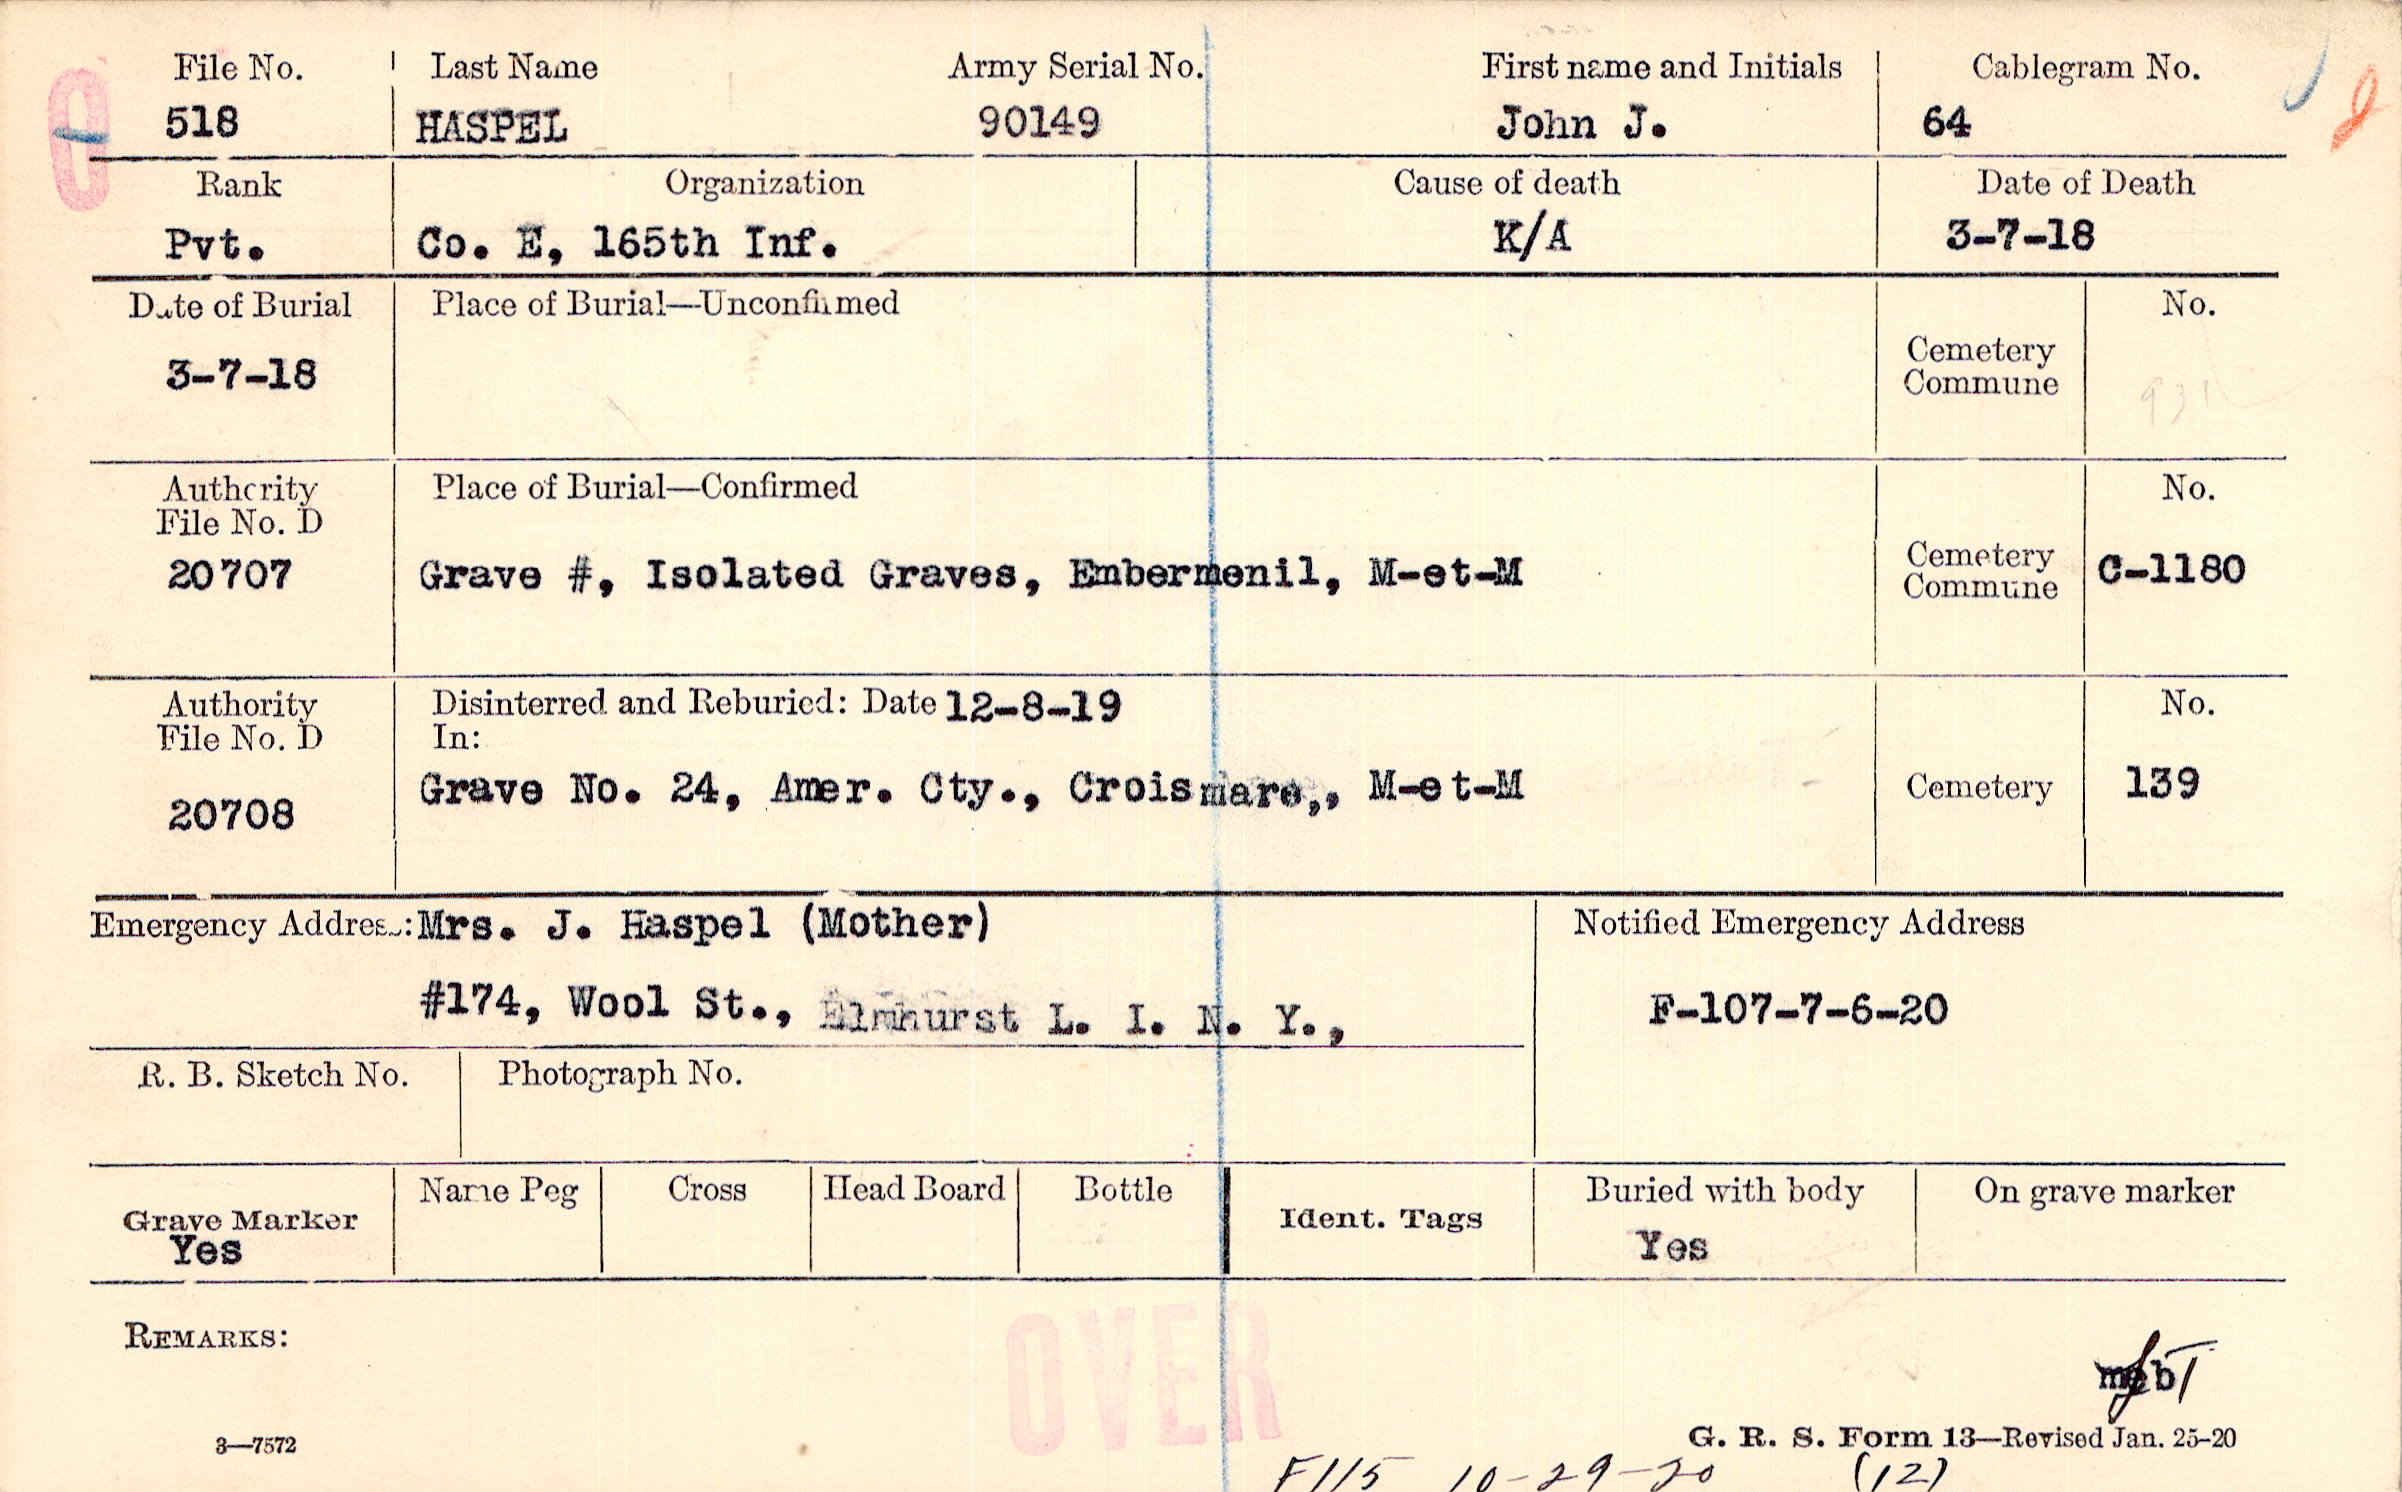 File No. Last Name Army Serial No. First name and Initials Cablegram No.
518 HASPEL 90149 John J. 64
Rank Organization Cause of death Date of Death
Pvt. Co. E, 165th Inf. K/A 3-7-18
Date of Burial Place of Burial—Unconfirmed No.
3-7-18 Cemetery
Commune 931
Authority Place of Burial—Confirmed No.
File No. D
20707 Grave #, Isolated Graves, Embermenil, M-et-M Cemetery C-1180
Commune
Authority Disinterred and Reburied: Date 12-8-19 No.
File No. D In:
20708 Grave No. 24, Amer. Cty., Croismare,, M-et-M Cemetery 139
Emergency Address: Mrs. J. Haspel (Mother) Notified Emergency Address
#174, Wool St., Elmhurst L. I. N. Y., F-107-7-6-20
R. B. Sketch No. Photograph No.
Name Peg Cross Head Board Bottle Buried with body On grave marker
Grave Marker Ident. Tags
Yes Yes
REMARKS:
OVER
3—7572 G. R. S. Form 13—Revised Jan. 25-20
F115 10-29-20 (12)